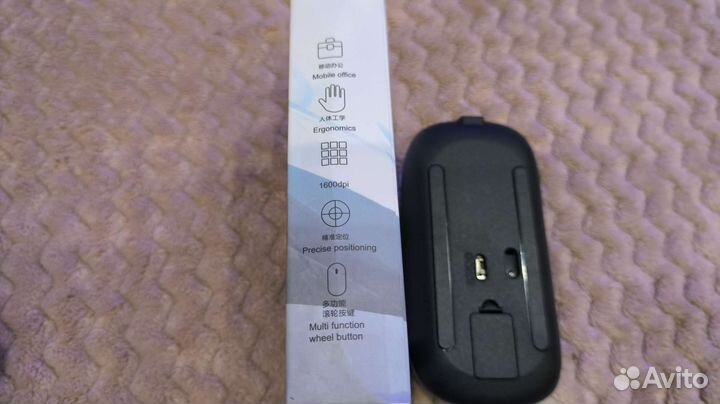 移动办公
Mobile office
人体工学
Ergonomics
1600dpi
精准定位
Precise positioning
多功能
滚轮按键
Multi function
wheel button
Avito